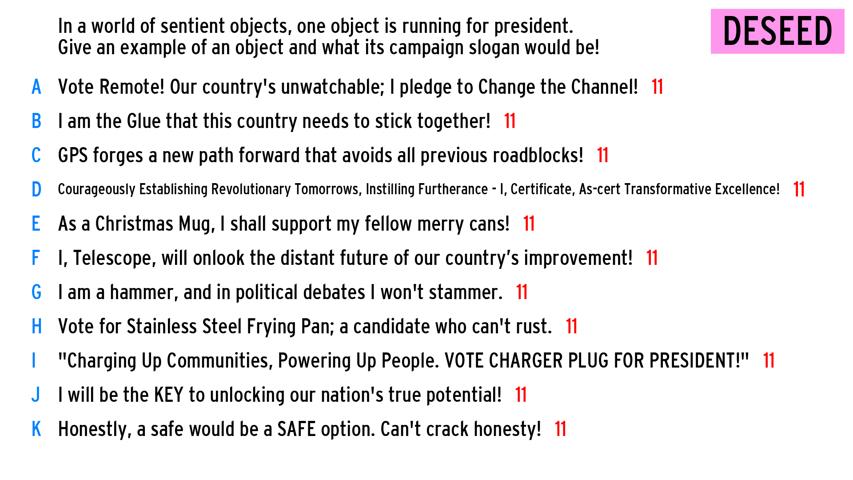 In a world of sentient objects, one object is running for president.
Give an example of an object and what its campaign slogan would be!
DESEED
A Vote Remote! Our country's unwatchable; I pledge to Change the Channel! 11
B I am the Glue that this country needs to stick together! 11
C GPS forges a new path forward that avoids all previous roadblocks! 11
D Courageously Establishing Revolutionary Tomorrows, Instilling Furtherance - I, Certificate, As-cert Transformative Excellence! 11
E As a Christmas Mug, I shall support my fellow merry cans! 11
F I, Telescope, will onlook the distant future of our country’s improvement! 11
G I am a hammer, and in political debates I won't stammer. 11
H Vote for Stainless Steel Frying Pan; a candidate who can't rust. 11
I "Charging Up Communities, Powering Up People. VOTE CHARGER PLUG FOR PRESIDENT!" 11
J I will be the KEY to unlocking our nation's true potential! 11
K Honestly, a safe would be a SAFE option. Can't crack honesty! 11